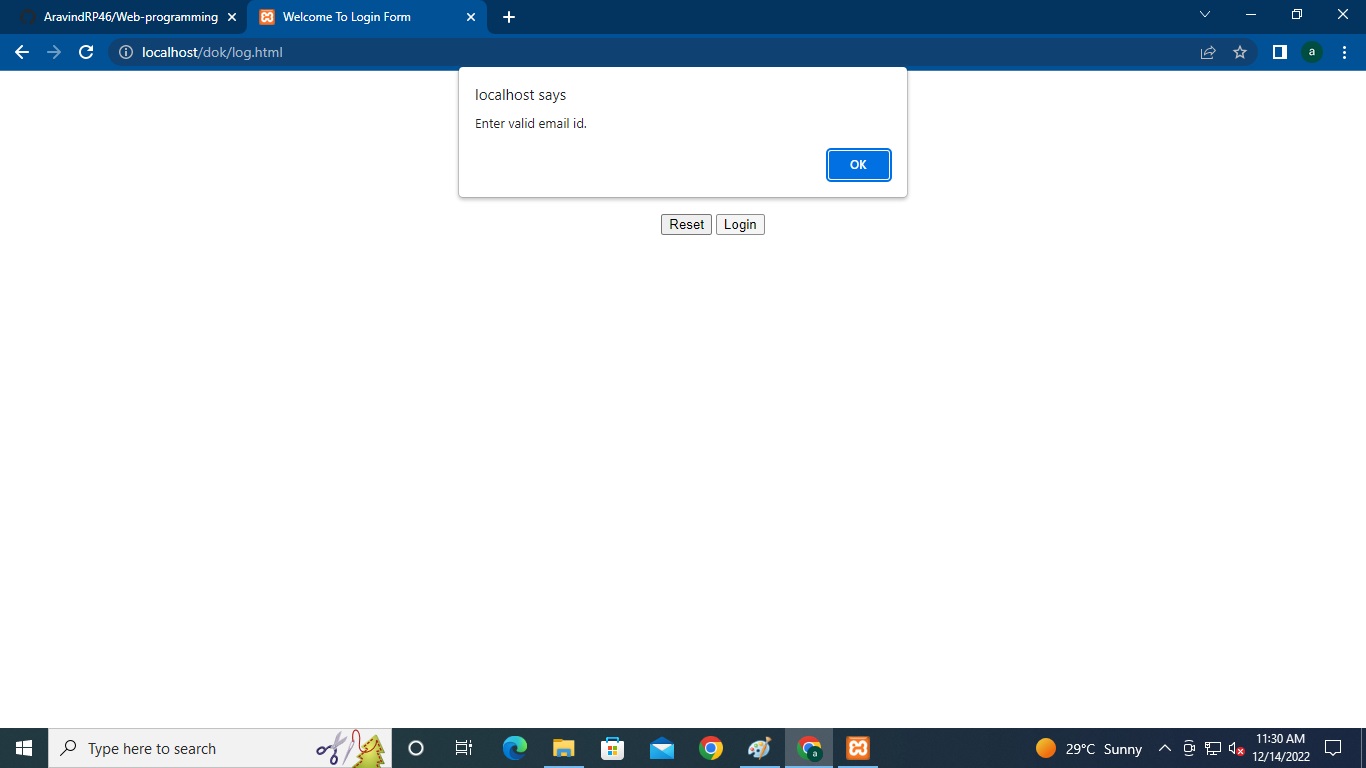 AravindRP46/Web-programming
Welcome To Login Form
localhost/dok/log.html
a
localhost says
Enter valid email id.
OK
Reset Login
Type here to search
a
29°C Sunny
11:30 AM
12/14/2022